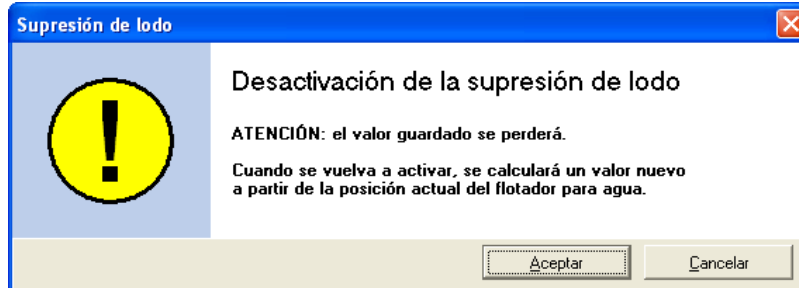 Supresión de lodo
Desactivación de la supresión de lodo
ATENCIÓN: el valor guardado se perderá.
Cuando se vuelva a activar, se calculará un valor nuevo
a partir de la posición actual del flotador para agua.
Aceptar
Cancelar